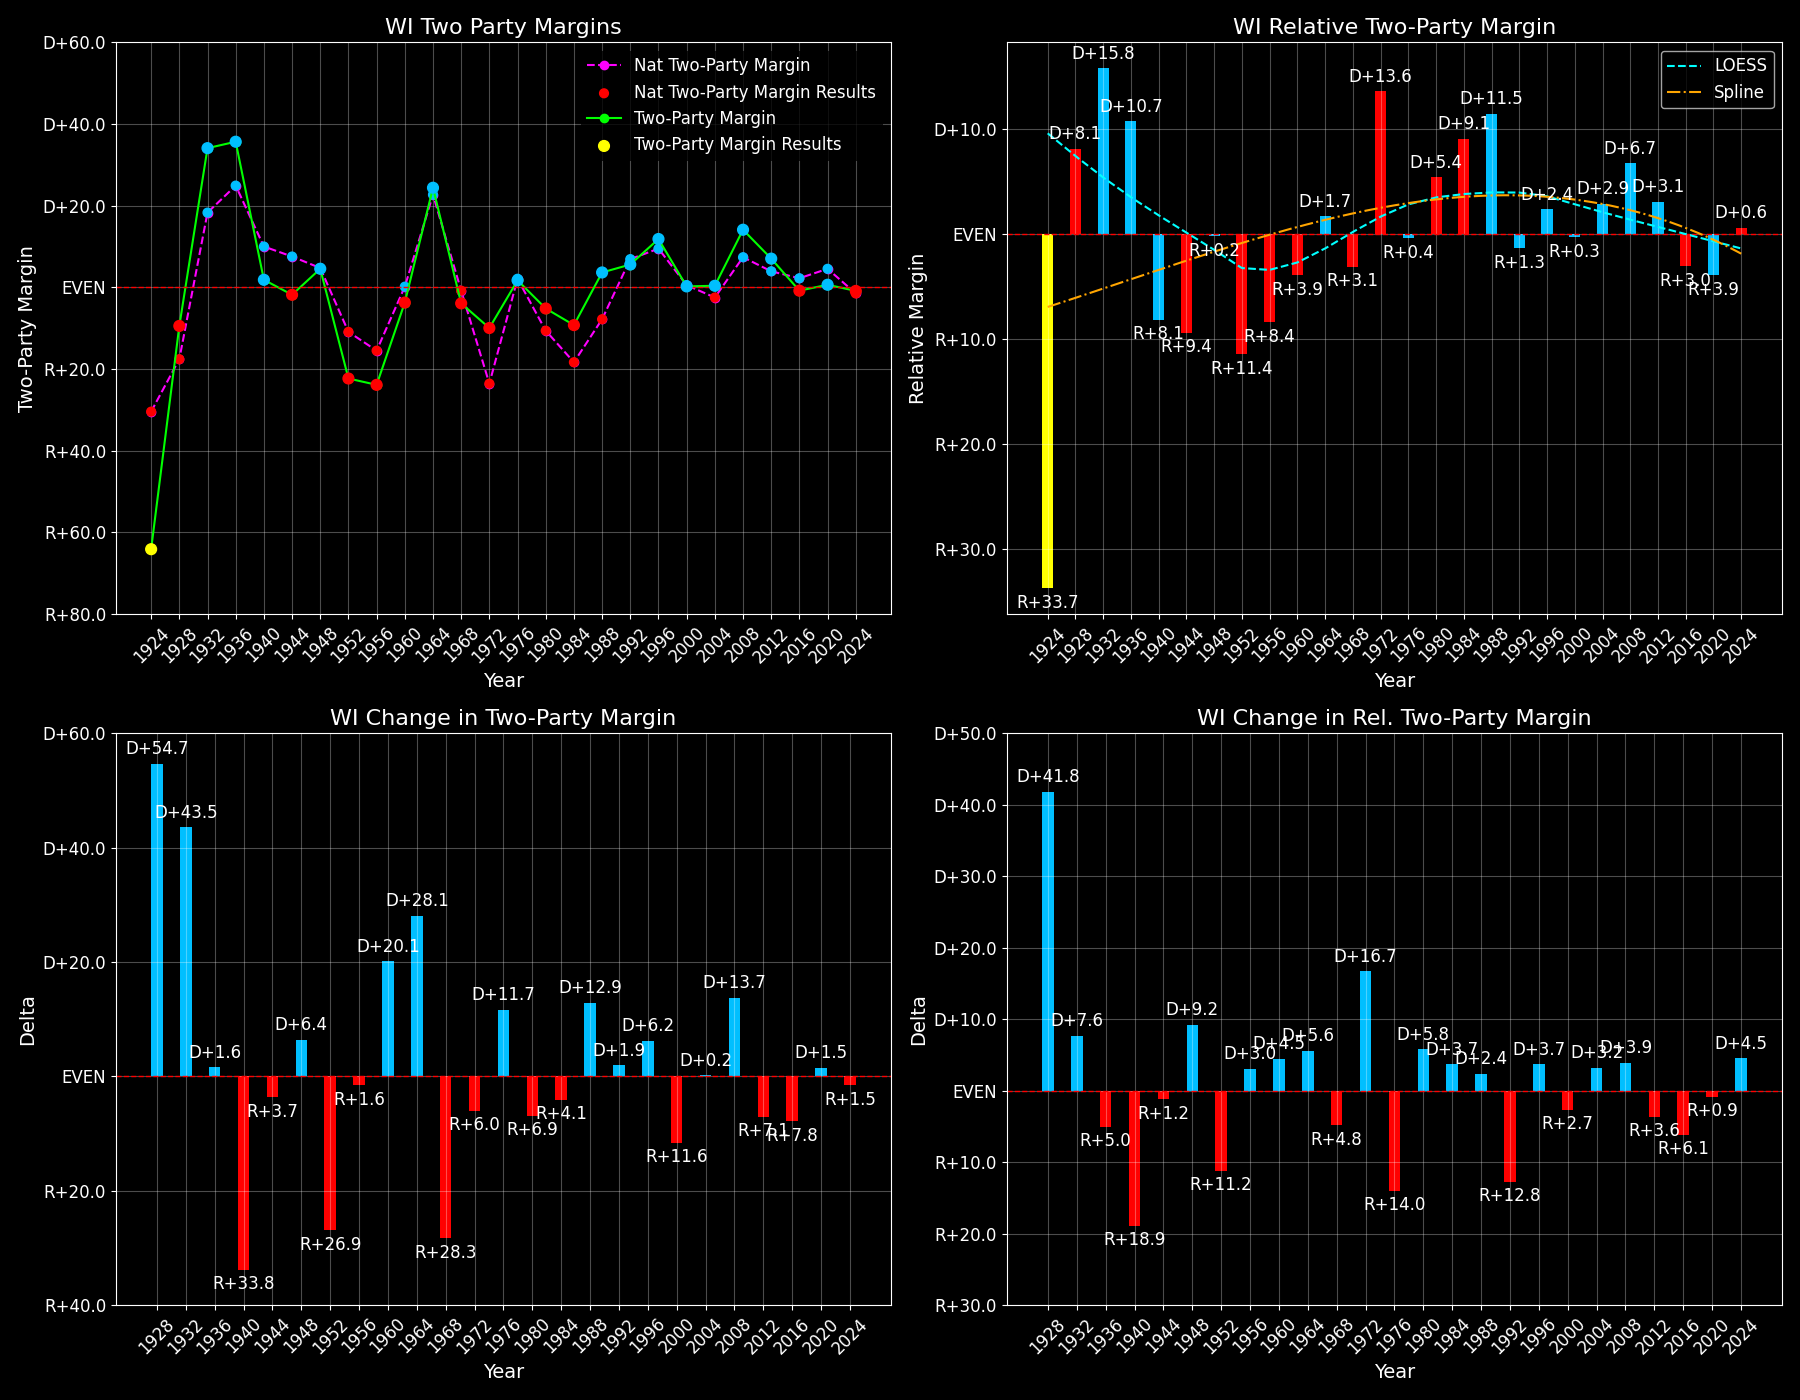 WI Two Party Margins
D+60.0
D+40.0
D+20.0
EVEN
R+20.0
R+40.0
R+60.0
R+80.0
Two-Party Margin
Nat Two-Party Margin
Nat Two-Party Margin Results
Two-Party Margin
Two-Party Margin Results
1924 1928 1932 1936 1940 1944 1948 1952 1956 1960 1964 1968 1972 1976 1980 1984 1988 1992 1996 2000 2004 2008 2012 2016 2020 2024
Year
WI Relative Two-Party Margin
D+10.0
EVEN
R+10.0
R+20.0
R+30.0
Relative Margin
LOESS
Spline
R+33.7
D+8.1
D+15.8
D+10.7
R+8.1
R+9.4
R+0.2
R+11.4
R+8.4
R+3.9
D+1.7
R+3.1
D+13.6
R+0.4
D+5.4
D+9.1
D+11.5
R+1.3
D+2.4
R+0.3
D+2.9
D+6.7
D+3.1
R+3.0
R+3.9
D+0.6
1924 1928 1932 1936 1940 1944 1948 1952 1956 1960 1964 1968 1972 1976 1980 1984 1988 1992 1996 2000 2004 2008 2012 2016 2020 2024
Year
WI Change in Two-Party Margin
D+60.0
D+40.0
D+20.0
EVEN
R+20.0
R+40.0
Delta
D+54.7
D+43.5
D+1.6
R+33.8
R+3.7
D+6.4
R+26.9
R+1.6
D+20.1
D+28.1
R+28.3
R+6.0
D+11.7
R+6.9
R+4.1
D+12.9
D+1.9
D+6.2
R+11.6
D+0.2
D+13.7
R+7.1
R+7.8
D+1.5
R+1.5
1928 1932 1936 1940 1944 1948 1952 1956 1960 1964 1968 1972 1976 1980 1984 1988 1992 1996 2000 2004 2008 2012 2016 2020 2024
Year
WI Change in Rel. Two-Party Margin
D+50.0
D+40.0
D+30.0
D+20.0
D+10.0
EVEN
R+10.0
R+20.0
R+30.0
Delta
D+41.8
D+7.6
R+5.0
R+18.9
R+1.2
D+9.2
R+11.2
D+3.0
D+4.5
D+5.6
R+4.8
D+16.7
R+14.0
D+5.8
D+3.7
D+2.4
R+12.8
D+3.7
R+2.7
D+3.2
D+3.9
R+3.6
R+6.1
R+0.9
D+4.5
1928 1932 1936 1940 1944 1948 1952 1956 1960 1964 1968 1972 1976 1980 1984 1988 1992 1996 2000 2004 2008 2012 2016 2020 2024
Year